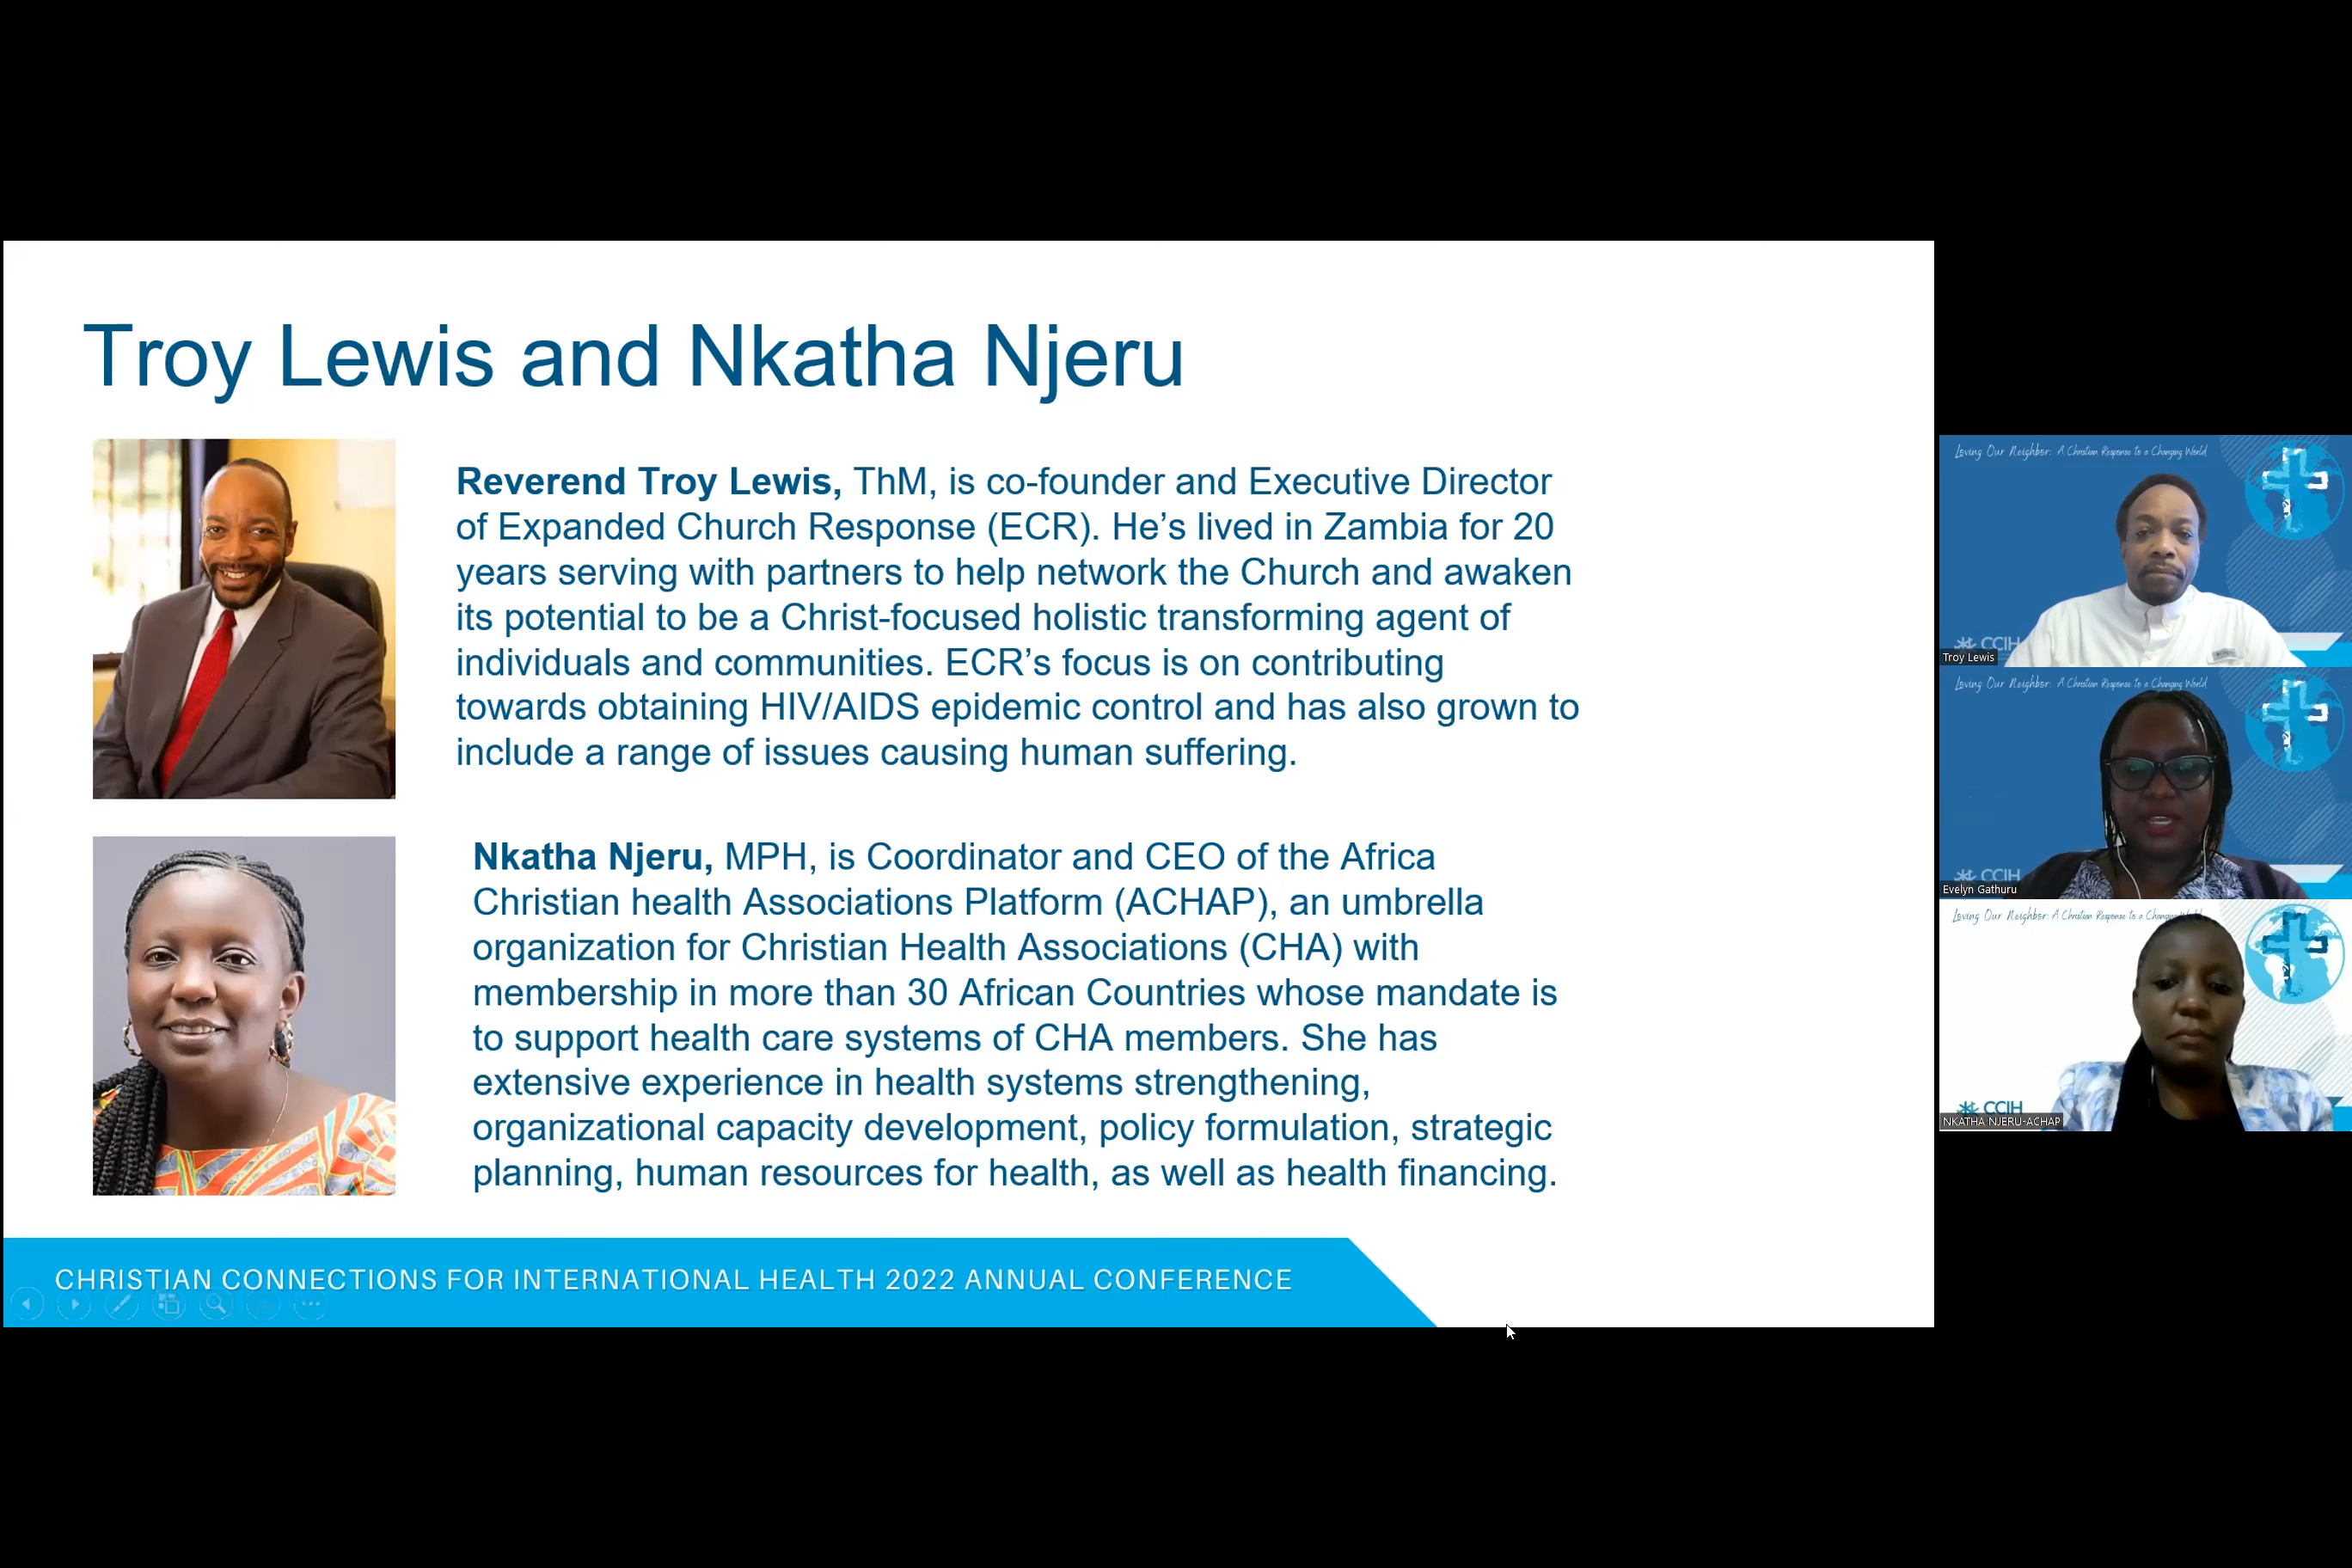 Troy Lewis and Nkatha Njeru
Reverend Troy Lewis, ThM, is co-founder and Executive Director
of Expanded Church Response (ECR). He’s lived in Zambia for 20
years serving with partners to help network the Church and awaken
its potential to be a Christ-focused holistic transforming agent of
individuals and communities. ECR’s focus is on contributing
towards obtaining HIV/AIDS epidemic control and has also grown to
include a range of issues causing human suffering.
Nkatha Njeru, MPH, is Coordinator and CEO of the Africa
Christian health Associations Platform (ACHAP), an umbrella
organization for Christian Health Associations (CHA) with
membership in more than 30 African Countries whose mandate is
to support health care systems of CHA members. She has
extensive experience in health systems strengthening,
organizational capacity development, policy formulation, strategic
planning, human resources for health, as well as health financing.
CHRISTIAN CONNECTIONS FOR INTERNATIONAL HEALTH 2022 ANNUAL CONFERENCE
Loving Our Neighbor: A Christian Response to a Changing World
CCIH
Troy Lewis
Loving Our Neighbor: A Christian Response to a Changing World
CCIH
Evelyn Gathuru
Loving Our Neighbor: A Christian Response to a Changing World
CCIH
NKATHA NJERU-ACHAP